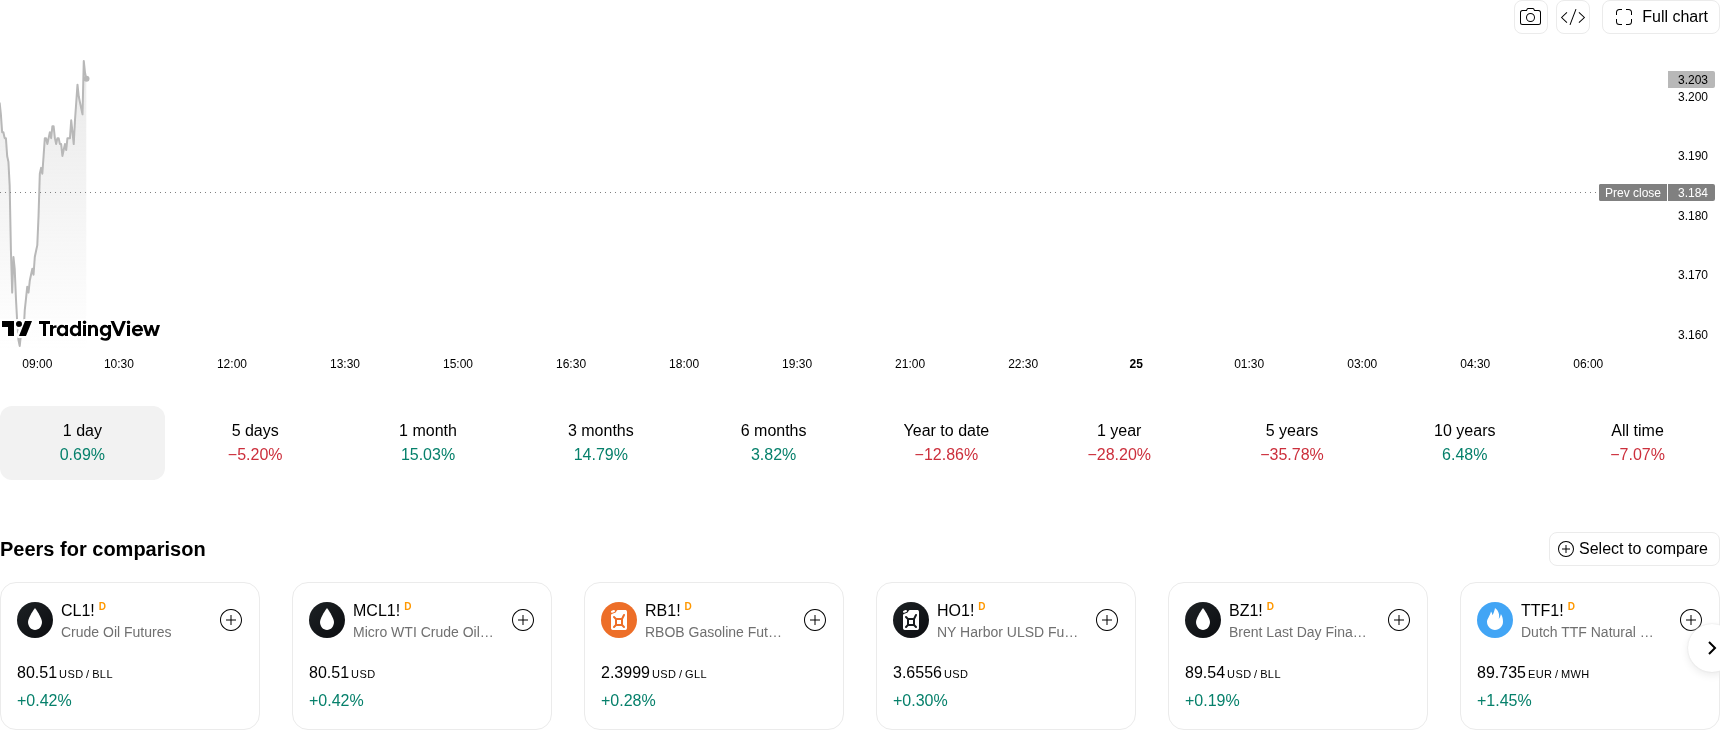 Full chart
3.203
3.200
3.190
Prev close 3.184
3.180
3.170
TradingView
3.160
09:00 10:30 12:00 13:30 15:00 16:30 18:00 19:30 21:00 22:30 25 01:30 03:00 04:30 06:00
1 day 5 days 1 month 3 months 6 months Year to date 1 year 5 years 10 years All time
0.69% −5.20% 15.03% 14.79% 3.82% −12.86% −28.20% −35.78% 6.48% −7.07%
Peers for comparison Select to compare
CL1! D
Crude Oil Futures
80.51 USD / BLL
+0.42%
MCL1! D
Micro WTI Crude Oil…
80.51 USD
+0.42%
RB1! D
RBOB Gasoline Fut…
2.3999 USD / GLL
+0.28%
HO1! D
NY Harbor ULSD Fu…
3.6556 USD
+0.30%
BZ1! D
Brent Last Day Fina…
89.54 USD / BLL
+0.19%
TTF1! D
Dutch TTF Natural …
89.735 EUR / MWH
+1.45%